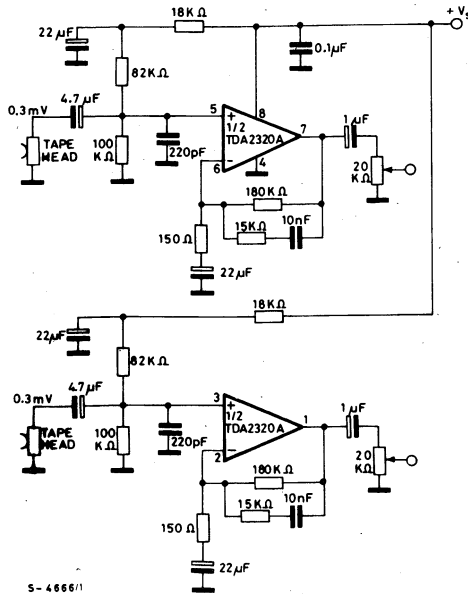 18KΩ
+ Vs
22µF
0.1µF
82KΩ
0.3mV
4.7µF
5
+
8
1/2
TDA2320A
7
1µF
TAPE
MEAD
100
KΩ
220pF
6
−
4
20
KΩ
180KΩ
150Ω
15KΩ
10nF
22µF
18KΩ
22µF
82KΩ
0.3mV
4.7µF
3
+
1/2
TDA2320A
1
1µF
TAPE
MEAD
100
KΩ
220pF
2
−
20
KΩ
180KΩ
150Ω
15KΩ
10nF
22µF
S-4666/1